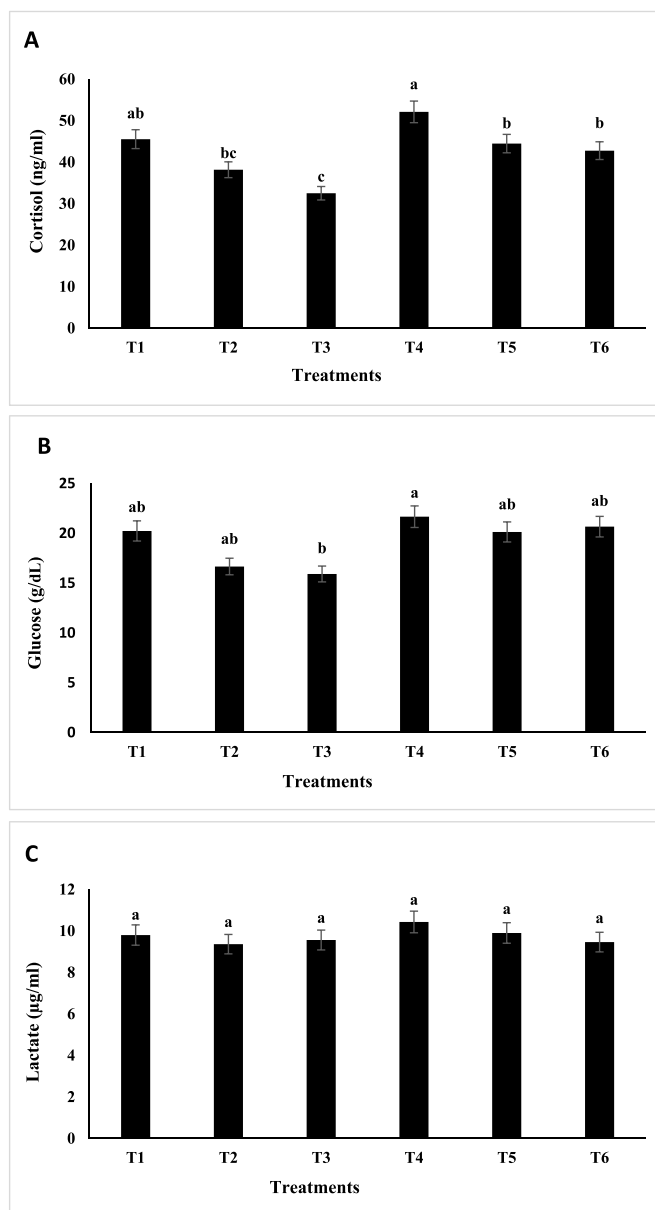 A
60
50
40
30
20
10
0
Cortisol (ng/ml)
ab
bc
c
a
b
b
T1 T2 T3 T4 T5 T6
Treatments
B
25
20
15
10
5
0
Glucose (g/dL)
ab
ab
b
a
ab
ab
T1 T2 T3 T4 T5 T6
Treatments
C
12
10
8
6
4
2
0
Lactate (µg/ml)
a
a
a
a
a
a
T1 T2 T3 T4 T5 T6
Treatments